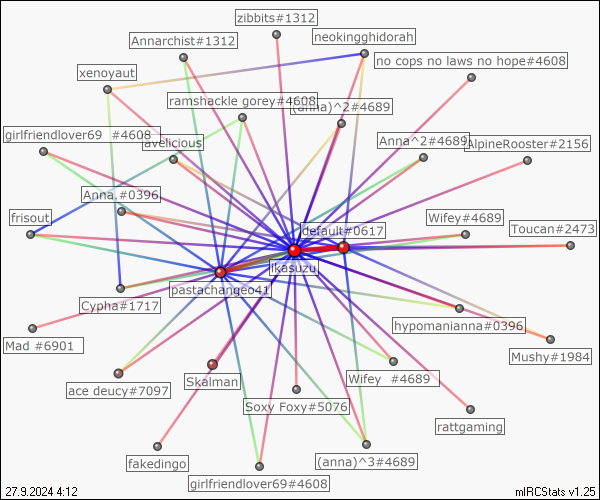 zibbits#1312
Annarchist#1312
neokingghidorah
no cops no laws no hope#4608
xenoyaut
ramshackle gorey#4608
(anna)^2#4689
girlfriendlover69 #4608
avelicious
Anna^2#4689
AlpineRooster#2156
Anna,#0396
frisout
default#0617
Wifey#4689
Toucan#2473
ikasuzu
pastachangeo41
Cypha#1717
hypomanianna#0396
Mad #6901
Mushy#1984
ace deucy#7097
Skalman
Wifey #4689
Soxy Foxy#5076
rattgaming
fakedingo
(anna)^3#4689
girlfriendlover69#4608
27.9.2024 4:12
mIRCStats v1.25